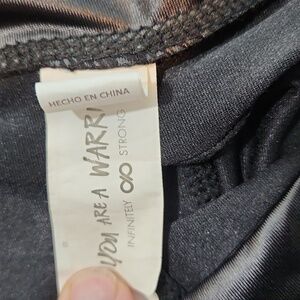 HECHO EN CHINA
YOU ARE A WARRI
INFINITELY ∞ STRONG